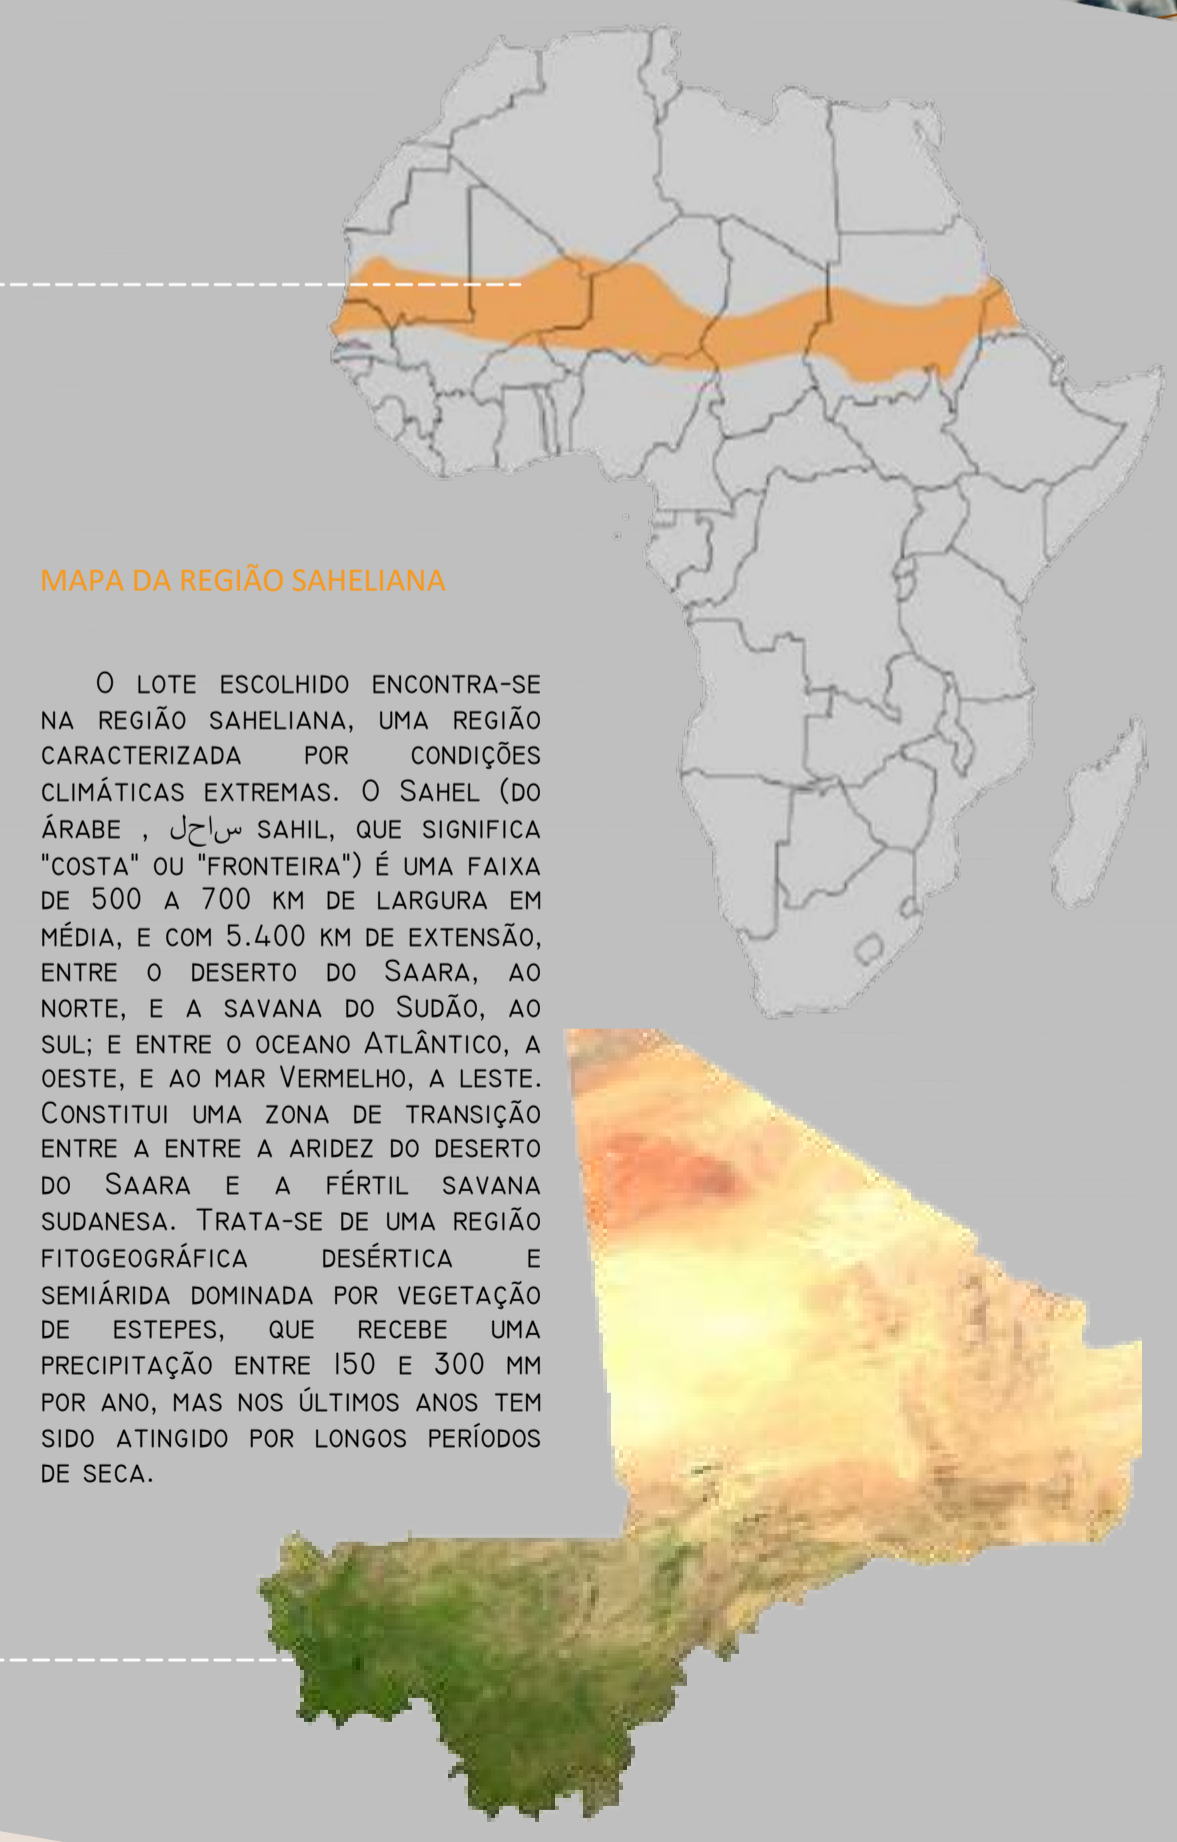 MAPA DA REGIÃO SAHELIANA
O LOTE ESCOLHIDO ENCONTRA-SE
NA REGIÃO SAHELIANA, UMA REGIÃO
CARACTERIZADA POR CONDIÇÕES
CLIMÁTICAS EXTREMAS. O SAHEL (DO
ÁRABE , ساحل SAHIL, QUE SIGNIFICA
"COSTA" OU "FRONTEIRA") É UMA FAIXA
DE 500 A 700 KM DE LARGURA EM
MÉDIA, E COM 5.400 KM DE EXTENSÃO,
ENTRE O DESERTO DO SAARA, AO
NORTE, E A SAVANA DO SUDÃO, AO
SUL; E ENTRE O OCEANO ATLÂNTICO, A
OESTE, E AO MAR VERMELHO, A LESTE.
CONSTITUI UMA ZONA DE TRANSIÇÃO
ENTRE A ENTRE A ARIDEZ DO DESERTO
DO SAARA E A FÉRTIL SAVANA
SUDANESA. TRATA-SE DE UMA REGIÃO
FITOGEOGRÁFICA DESÉRTICA E
SEMIÁRIDA DOMINADA POR VEGETAÇÃO
DE ESTEPES, QUE RECEBE UMA
PRECIPITAÇÃO ENTRE 150 E 300 MM
POR ANO, MAS NOS ÚLTIMOS ANOS TEM
SIDO ATINGIDO POR LONGOS PERÍODOS
DE SECA.